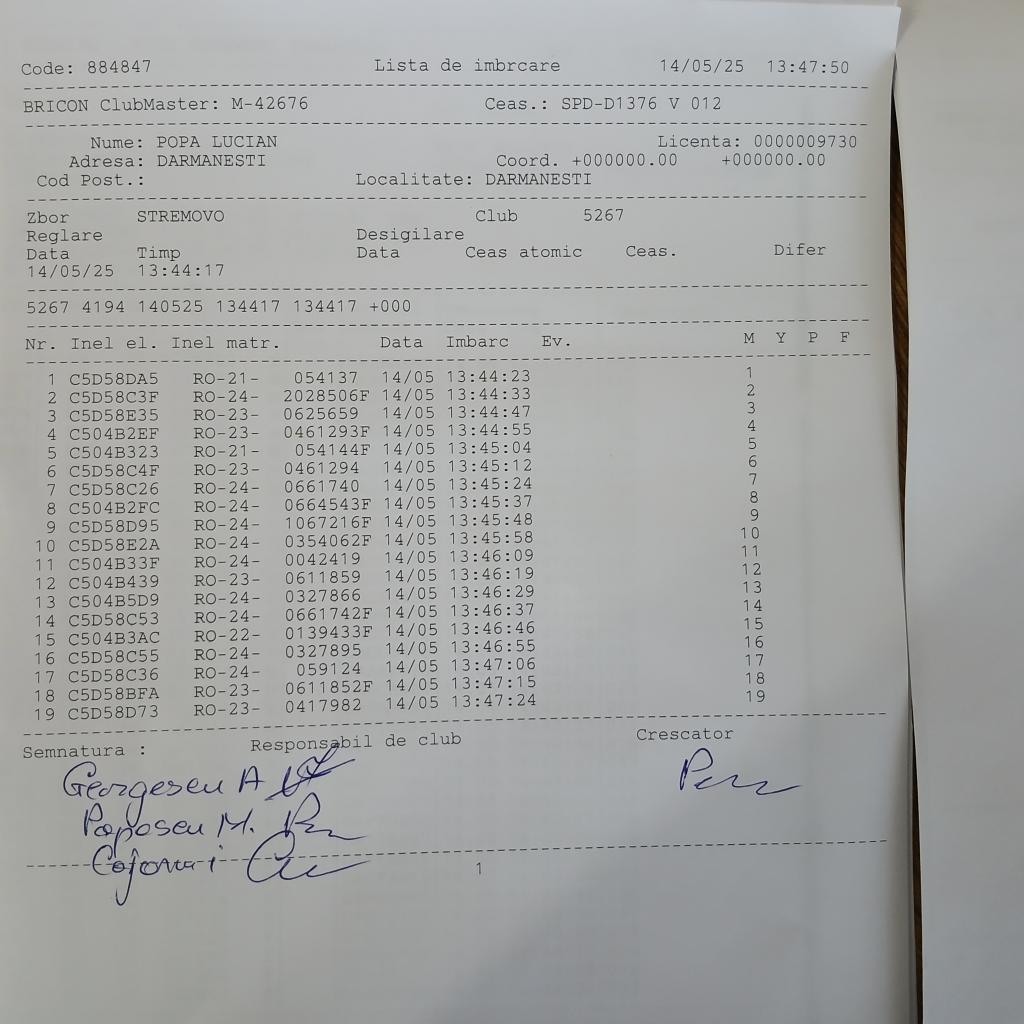 Code: 884847 Lista de imbrcare 14/05/25 13:47:50
BRICON ClubMaster: M-42676 Ceas.: SPD-D1376 V 012
Nume: POPA LUCIAN Licenta: 0000009730
Adresa: DARMANESTI Coord. +000000.00 +000000.00
Cod Post.: Localitate: DARMANESTI
Zbor STREMOVO Club 5267
Reglare Desigilare
Data Timp Data Ceas atomic Ceas. Difer
14/05/25 13:44:17
5267 4194 140525 134417 134417 +000
Nr. Inel el. Inel matr. Data Imbarc Ev. M Y P F
1 C5D58DA5 RO-21- 054137 14/05 13:44:23 1
2 C5D58C3F RO-24- 2028506F 14/05 13:44:33 2
3 C5D58E35 RO-23- 0625659 14/05 13:44:47 3
4 C504B2EF RO-23- 0461293F 14/05 13:44:55 4
5 C504B323 RO-21- 054144F 14/05 13:45:04 5
6 C5D58C4F RO-23- 0461294 14/05 13:45:12 6
7 C5D58C26 RO-24- 0661740 14/05 13:45:24 7
8 C504B2FC RO-24- 0664543F 14/05 13:45:37 8
9 C5D58D95 RO-24- 1067216F 14/05 13:45:48 9
10 C5D58E2A RO-24- 0354062F 14/05 13:45:58 10
11 C504B33F RO-24- 0042419 14/05 13:46:09 11
12 C504B439 RO-23- 0611859 14/05 13:46:19 12
13 C504B5D9 RO-24- 0327866 14/05 13:46:29 13
14 C5D58C53 RO-24- 0661742F 14/05 13:46:37 14
15 C504B3AC RO-22- 0139433F 14/05 13:46:46 15
16 C5D58C55 RO-24- 0327895 14/05 13:46:55 16
17 C5D58C36 RO-24- 059124 14/05 13:47:06 17
18 C5D58BFA RO-23- 0611852F 14/05 13:47:15 18
19 C5D58D73 RO-23- 0417982 14/05 13:47:24 19
Semnatura : Responsabil de club Crescator
Georgescu A
Popescu M.
1